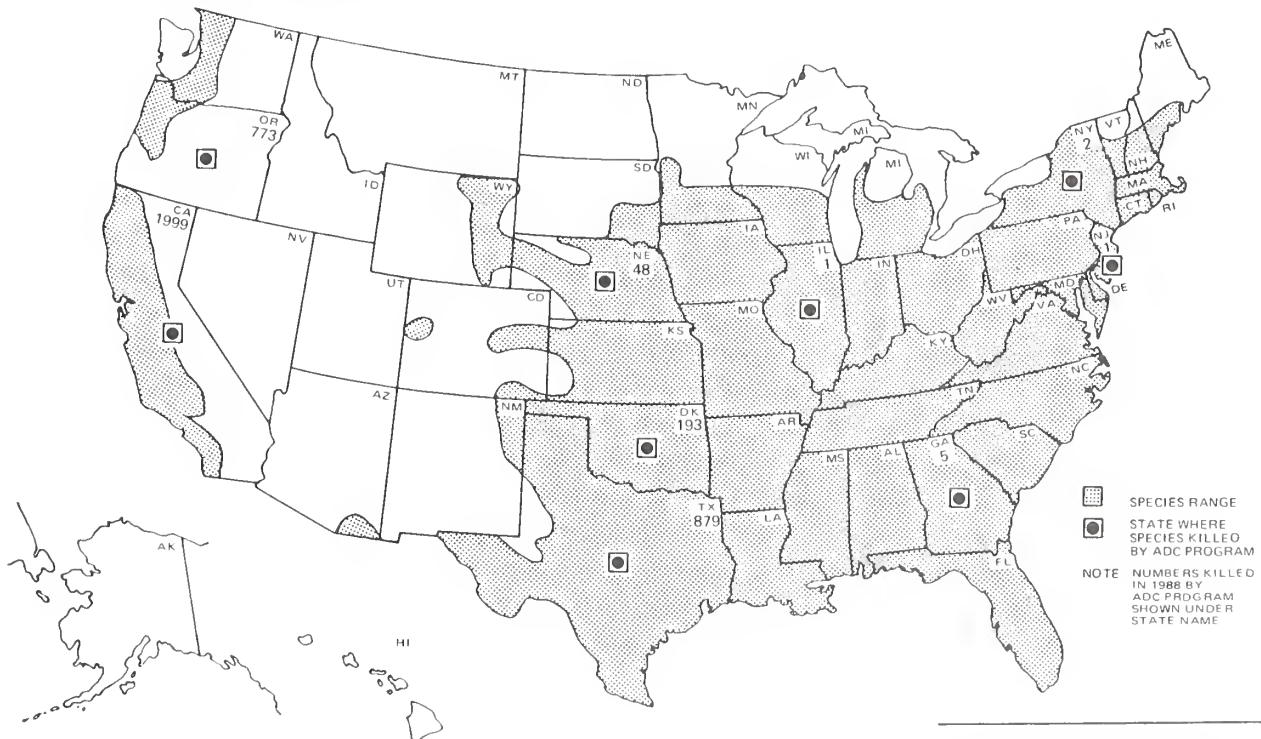 WA
OR
773
CA
1999
NV
ID
MT
WY
UT
CD
AZ
NM
ND
SD
NE
48
KS
DK
193
TX
879
MN
IA
MO
AR
LA
WI
MI
MI
IL
1
IN
DH
KY
TN
MS
AL
GA
5
FL
SC
NC
VA
WV
MD
DE
NJ
1
PA
NY
2
VT
NH
MA
CT
RI
ME
AK
HI
SPECIES RANGE
STATE WHERE
SPECIES KILLED
BY ADC PROGRAM
NOTE NUMBERS KILLED
IN 1988 BY
ADC PRDGRAM
SHOWN UNDER
STATE NAME